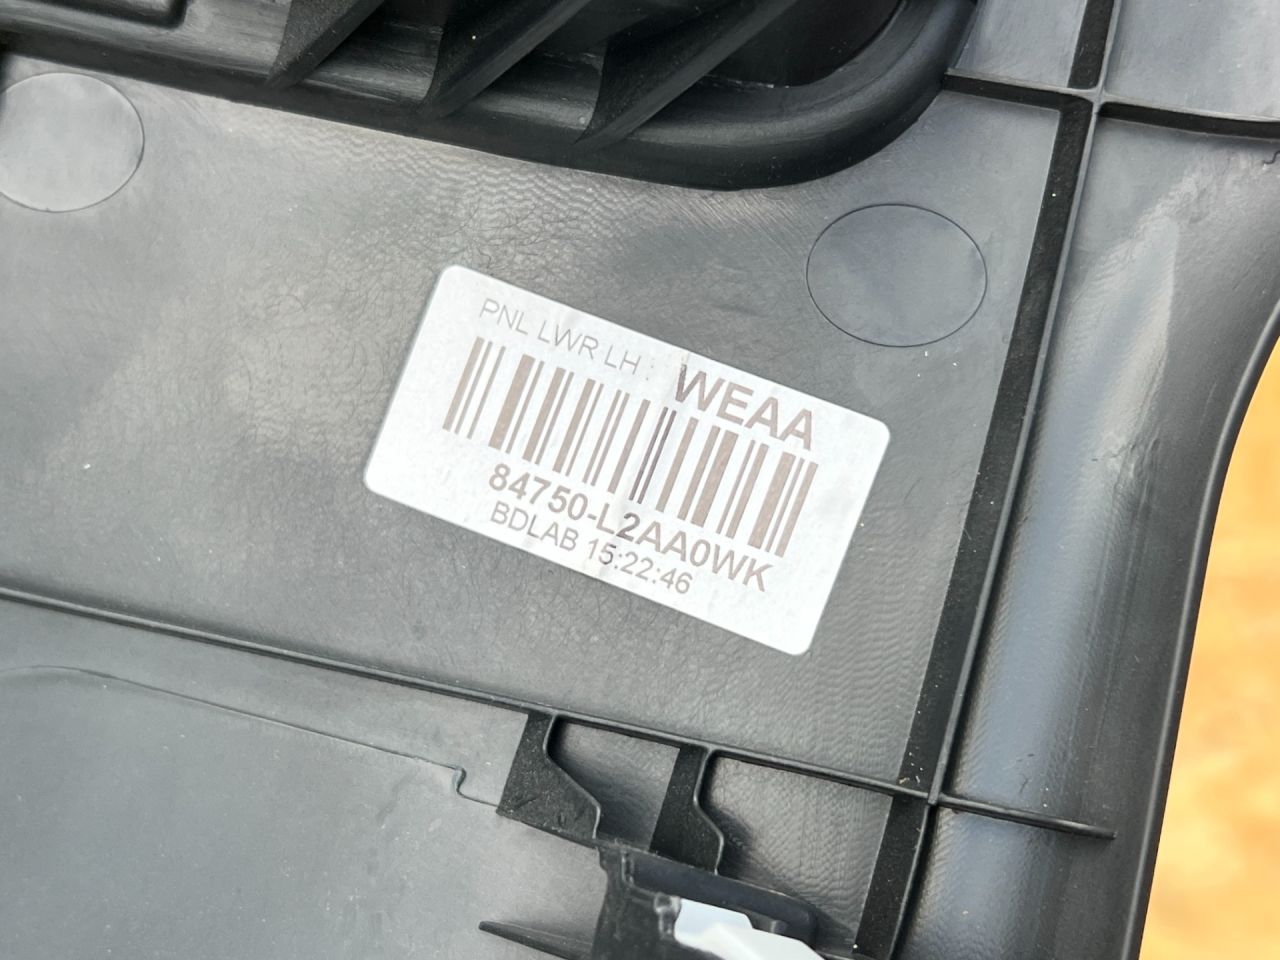 PNL LWR LH : WEAA
84750-L2AA0WK
BDLAB 15:22:46